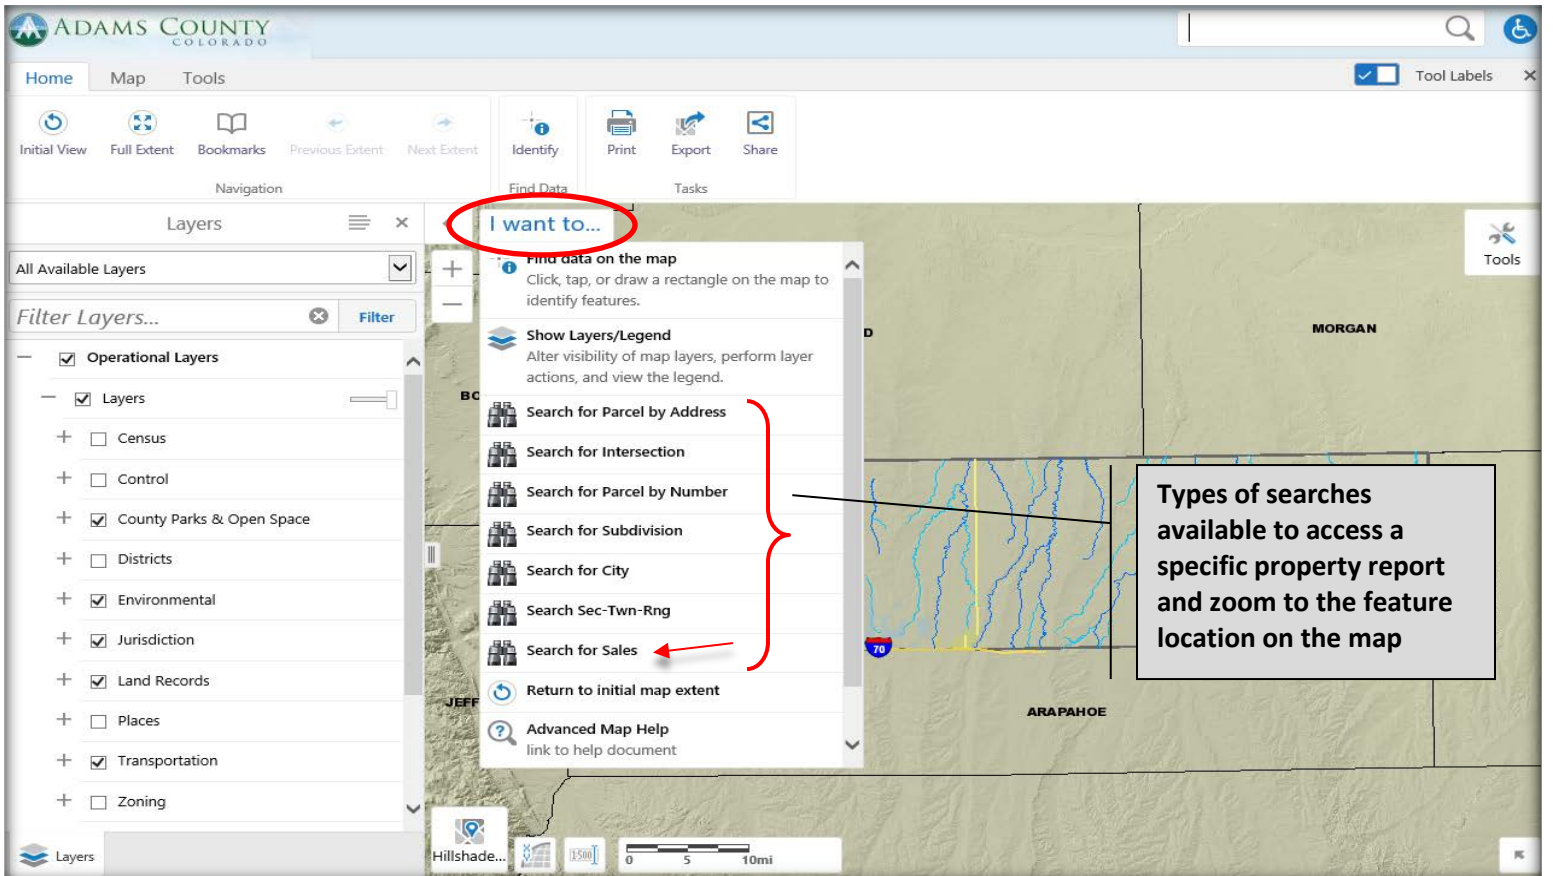 ADAMS COUNTY
COLORADO
Home Map Tools
Tool Labels
Initial View Full Extent Bookmarks Previous Extent Next Extent Identify Print Export Share
Navigation Find Data Tasks
Layers
I want to...
Tools
All Available Layers
Filter Layers... Filter
Operational Layers
Layers
Census
Control
County Parks & Open Space
Districts
Environmental
Jurisdiction
Land Records
Places
Transportation
Zoning
Layers
Find data on the map
Click, tap, or draw a rectangle on the map to
identify features.
Show Layers/Legend
Alter visibility of map layers, perform layer
actions, and view the legend.
Search for Parcel by Address
Search for Intersection
Search for Parcel by Number
Search for Subdivision
Search for City
Search Sec-Twn-Rng
Search for Sales
Return to initial map extent
Advanced Map Help
link to help document
D
MORGAN
BO
JEFF
70
ARAPAHOE
Types of searches
available to access a
specific property report
and zoom to the feature
location on the map
Hillshade...
1:500
0 5 10mi